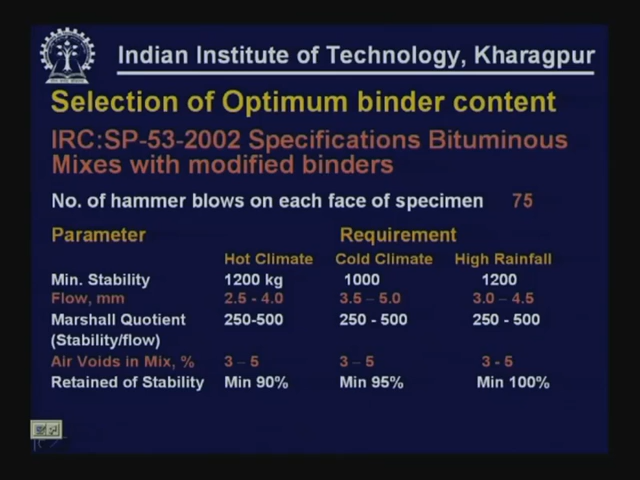 Indian Institute of Technology, Kharagpur
Selection of Optimum binder content
IRC:SP-53-2002 Specifications Bituminous
Mixes with modified binders
No. of hammer blows on each face of specimen 75
Parameter Requirement
Hot Climate Cold Climate High Rainfall
Min. Stability 1200 kg 1000 1200
Flow, mm 2.5 - 4.0 3.5 – 5.0 3.0 – 4.5
Marshall Quotient 250-500 250 - 500 250 - 500
(Stability/flow)
Air Voids in Mix, % 3 – 5 3 – 5 3 - 5
Retained of Stability Min 90% Min 95% Min 100%